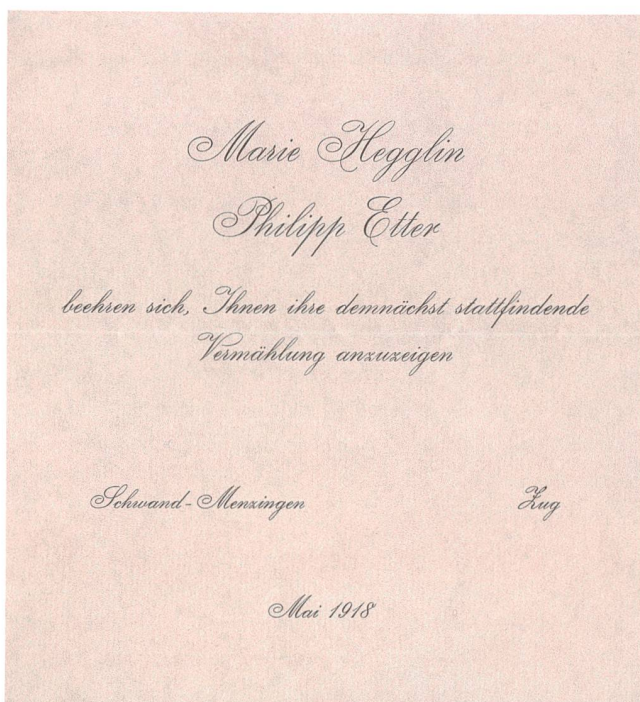 Marie Hegglin
Philipp Etter
beehren sich, Ihnen ihre demnächst stattfindende
Vermählung anzuzeigen
Schwand-Menzingen Zug
Mai 1918